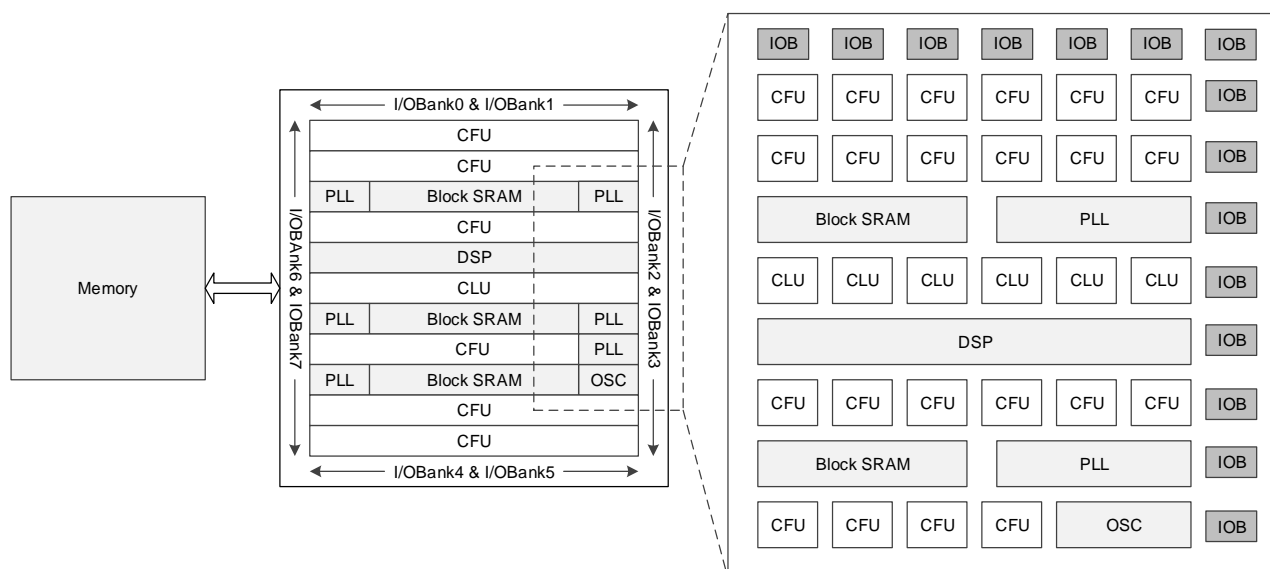 Memory
I/OBank0 & I/OBank1
I/OBAnk6 & IOBank7
I/OBank2 & IOBank3
CFU
CFU
PLL Block SRAM PLL
CFU
DSP
CLU
PLL Block SRAM PLL
CFU PLL
PLL Block SRAM OSC
CFU
CFU
I/OBank4 & I/OBank5
IOB IOB IOB IOB IOB IOB IOB
CFU CFU CFU CFU CFU CFU IOB
CFU CFU CFU CFU CFU CFU IOB
Block SRAM PLL IOB
CLU CLU CLU CLU CLU CLU IOB
DSP IOB
CFU CFU CFU CFU CFU CFU IOB
Block SRAM PLL IOB
CFU CFU CFU CFU OSC IOB